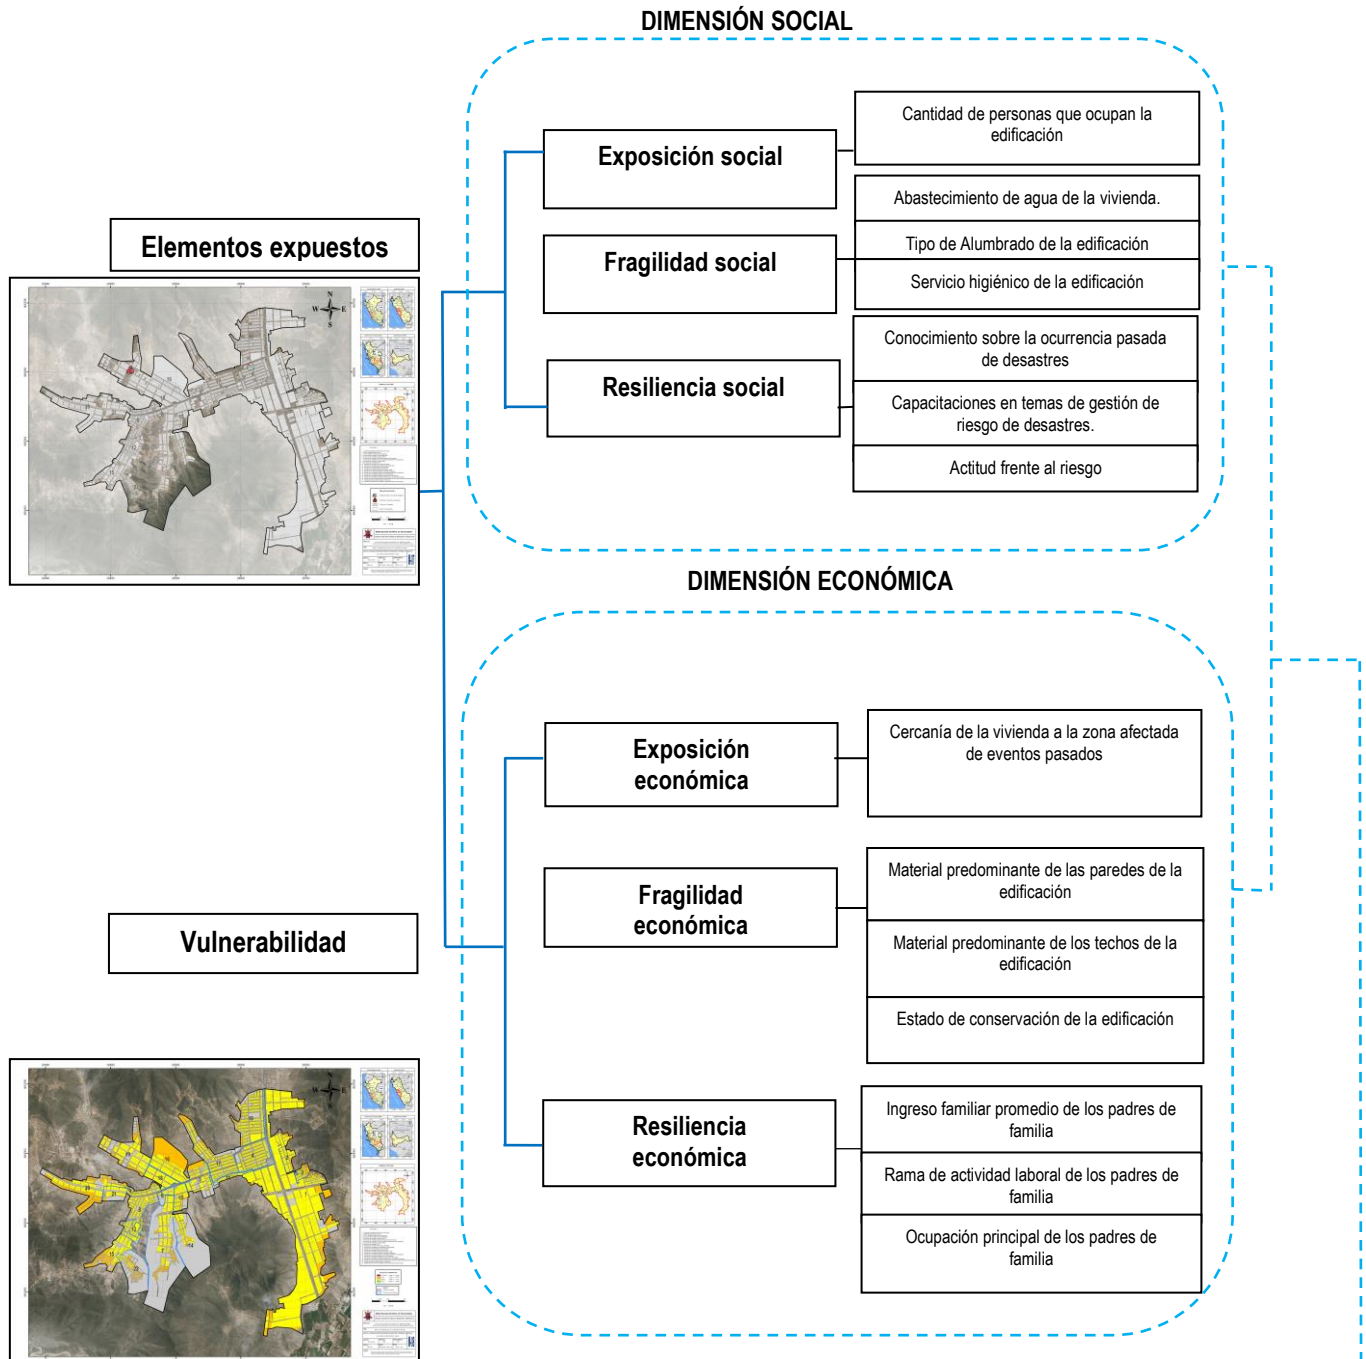 DIMENSIÓN SOCIAL
Elementos expuestos
N
W
E
S
Exposición social
Cantidad de personas que ocupan la
edificación
Fragilidad social
Abastecimiento de agua de la vivienda.
Tipo de Alumbrado de la edificación
Servicio higiénico de la edificación
Resiliencia social
Conocimiento sobre la ocurrencia pasada
de desastres
Capacitaciones en temas de gestión de
riesgo de desastres.
Actitud frente al riesgo
DIMENSIÓN ECONÓMICA
Vulnerabilidad
Exposición
económica
Cercanía de la vivienda a la zona afectada
de eventos pasados
Fragilidad
económica
Material predominante de las paredes de la
edificación
Material predominante de los techos de la
edificación
Estado de conservación de la edificación
Resiliencia
económica
Ingreso familiar promedio de los padres de
familia
Rama de actividad laboral de los padres de
familia
Ocupación principal de los padres de
familia